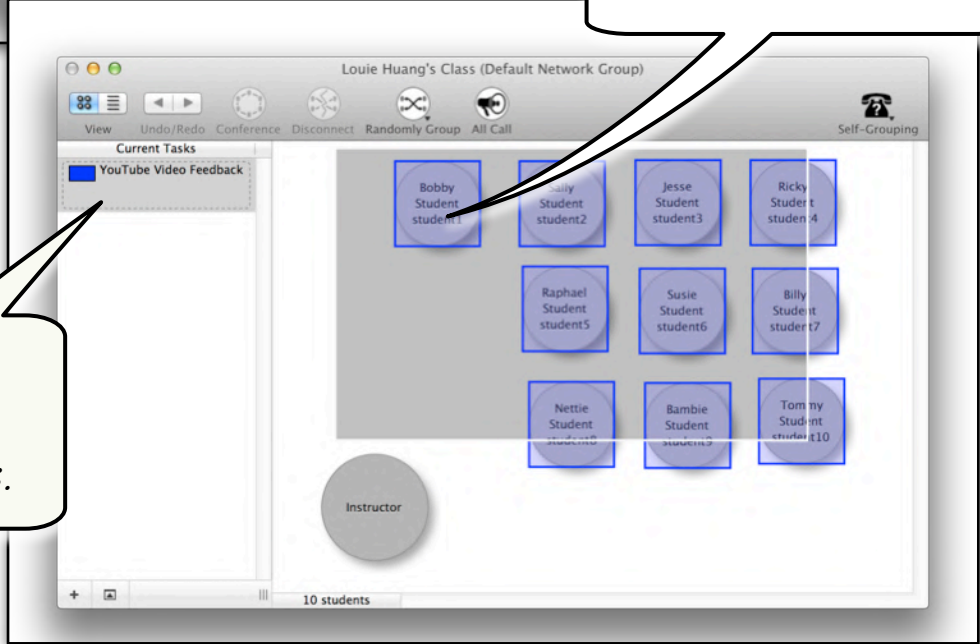 Louie Huang's Class (Default Network Group)
View Undo/Redo Conference Disconnect Randomly Group All Call Self-Grouping
Current Tasks
YouTube Video Feedback
Bobby
Student
student1
Sally
Student
student2
Jesse
Student
student3
Ricky
Student
student4
Raphael
Student
student5
Susie
Student
student6
Billy
Student
student7
Nettie
Student
student8
Bambie
Student
student9
Tommy
Student
student10
Instructor
10 students